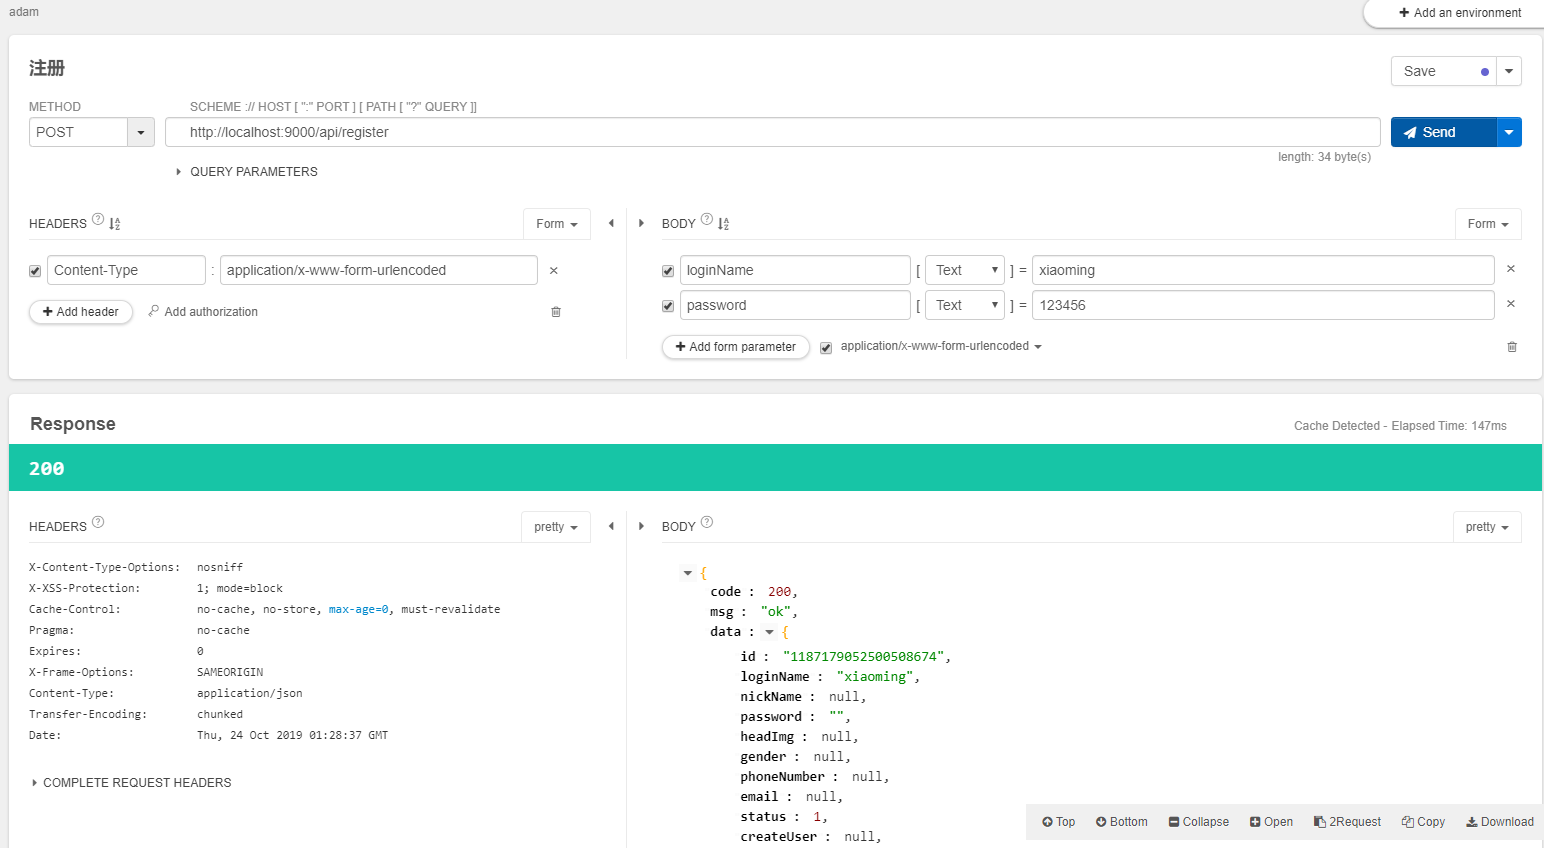 adam
+ Add an environment
注册
Save
METHOD
SCHEME :// HOST [ ":" PORT ] [ PATH [ "?" QUERY ]]
POST
http://localhost:9000/api/register
Send
length: 34 byte(s)
QUERY PARAMETERS
HEADERS ?
Form
BODY ?
Form
Content-Type : application/x-www-form-urlencoded ×
loginName [ Text ] = xiaoming ×
password [ Text ] = 123456 ×
+ Add header
Add authorization
+ Add form parameter
application/x-www-form-urlencoded
Response
Cache Detected - Elapsed Time: 147ms
200
HEADERS ?
pretty
BODY ?
pretty
X-Content-Type-Options: nosniff
X-XSS-Protection: 1; mode=block
Cache-Control: no-cache, no-store, max-age=0, must-revalidate
Pragma: no-cache
Expires: 0
X-Frame-Options: SAMEORIGIN
Content-Type: application/json
Transfer-Encoding: chunked
Date: Thu, 24 Oct 2019 01:28:37 GMT
COMPLETE REQUEST HEADERS
{
code : 200,
msg : "ok",
data : {
id : "1187179052500508674",
loginName : "xiaoming",
nickName : null,
password : "",
headImg : null,
gender : null,
phoneNumber : null,
email : null,
status : 1,
createUser : null,
Top
Bottom
Collapse
Open
2Request
Copy
Download